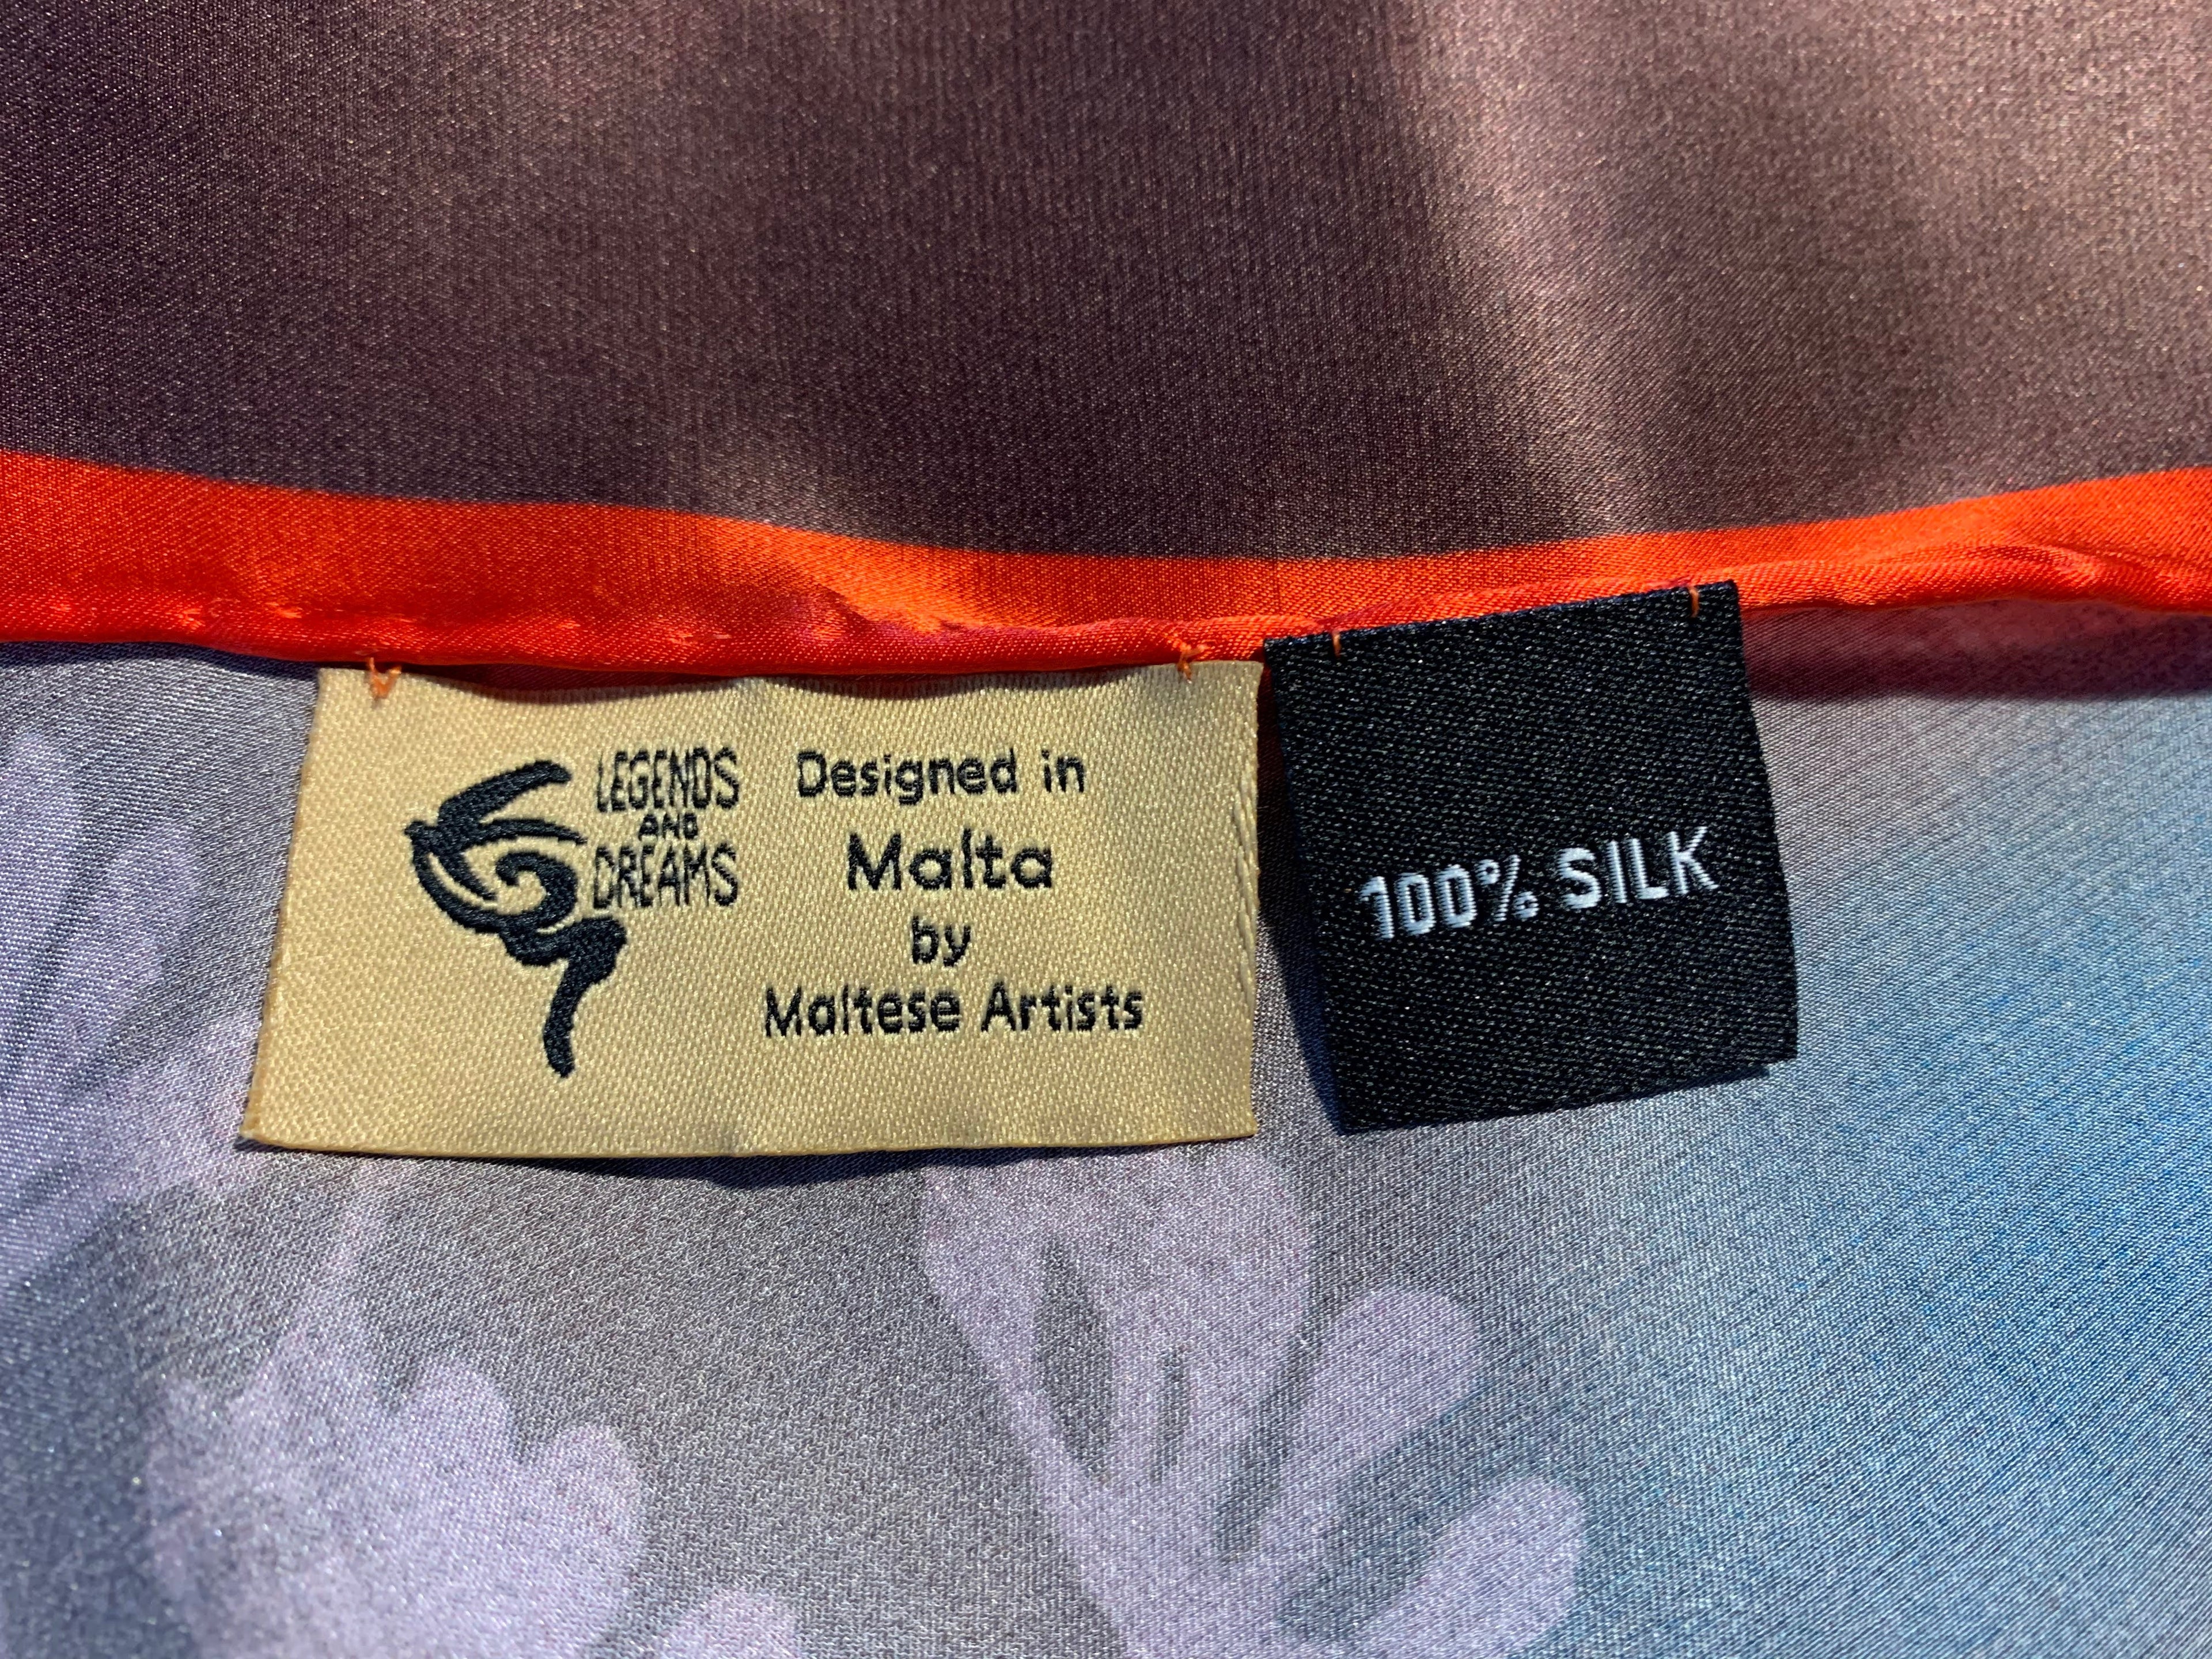 LEGENDS
AND
DREAMS
Designed in
Malta
by
Maltese Artists
100% SILK